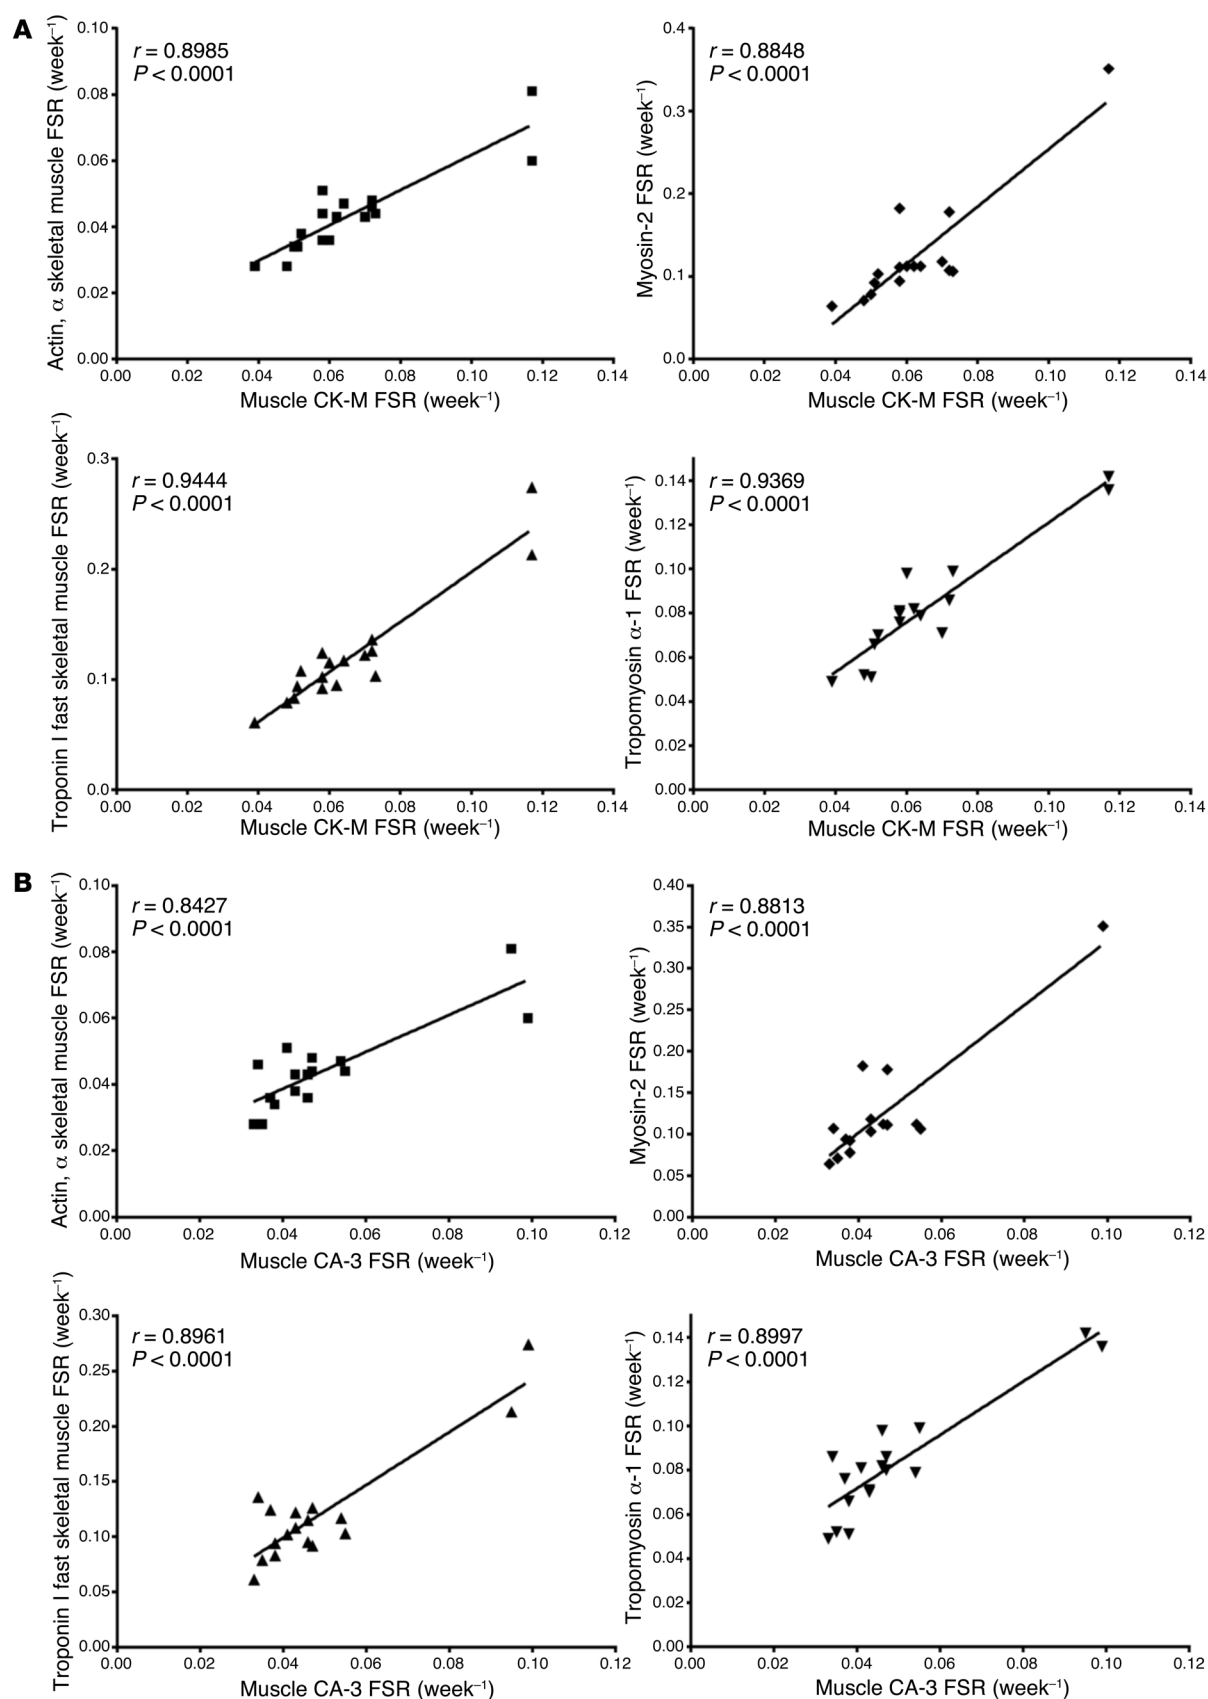 A
Actin, α skeletal muscle FSR (week⁻¹)
0.10
0.08
0.06
0.04
0.02
0.00
r = 0.8985
P < 0.0001
0.00 0.02 0.04 0.06 0.08 0.10 0.12 0.14
Muscle CK-M FSR (week⁻¹)
Myosin-2 FSR (week⁻¹)
0.4
0.3
0.2
0.1
0.0
r = 0.8848
P < 0.0001
0.00 0.02 0.04 0.06 0.08 0.10 0.12 0.14
Muscle CK-M FSR (week⁻¹)
Troponin I fast skeletal muscle FSR (week⁻¹)
0.3
0.2
0.1
0.0
r = 0.9444
P < 0.0001
0.00 0.02 0.04 0.06 0.08 0.10 0.12 0.14
Muscle CK-M FSR (week⁻¹)
Tropomyosin α-1 FSR (week⁻¹)
0.14
0.12
0.10
0.08
0.06
0.04
0.02
0.00
r = 0.9369
P < 0.0001
0.00 0.02 0.04 0.06 0.08 0.10 0.12 0.14
Muscle CK-M FSR (week⁻¹)
B
Actin, α skeletal muscle FSR (week⁻¹)
0.10
0.08
0.06
0.04
0.02
0.00
r = 0.8427
P < 0.0001
0.00 0.02 0.04 0.06 0.08 0.10 0.12
Muscle CA-3 FSR (week⁻¹)
Myosin-2 FSR (week⁻¹)
0.40
0.35
0.30
0.25
0.20
0.15
0.10
0.05
0.00
r = 0.8813
P < 0.0001
0.00 0.02 0.04 0.06 0.08 0.10 0.12
Muscle CA-3 FSR (week⁻¹)
Troponin I fast skeletal muscle FSR (week⁻¹)
0.30
0.25
0.20
0.15
0.10
0.05
0.00
r = 0.8961
P < 0.0001
0.00 0.02 0.04 0.06 0.08 0.10 0.12
Muscle CA-3 FSR (week⁻¹)
Tropomyosin α-1 FSR (week⁻¹)
0.14
0.12
0.10
0.08
0.06
0.04
0.02
0.00
r = 0.8997
P < 0.0001
0.00 0.02 0.04 0.06 0.08 0.10 0.12
Muscle CA-3 FSR (week⁻¹)